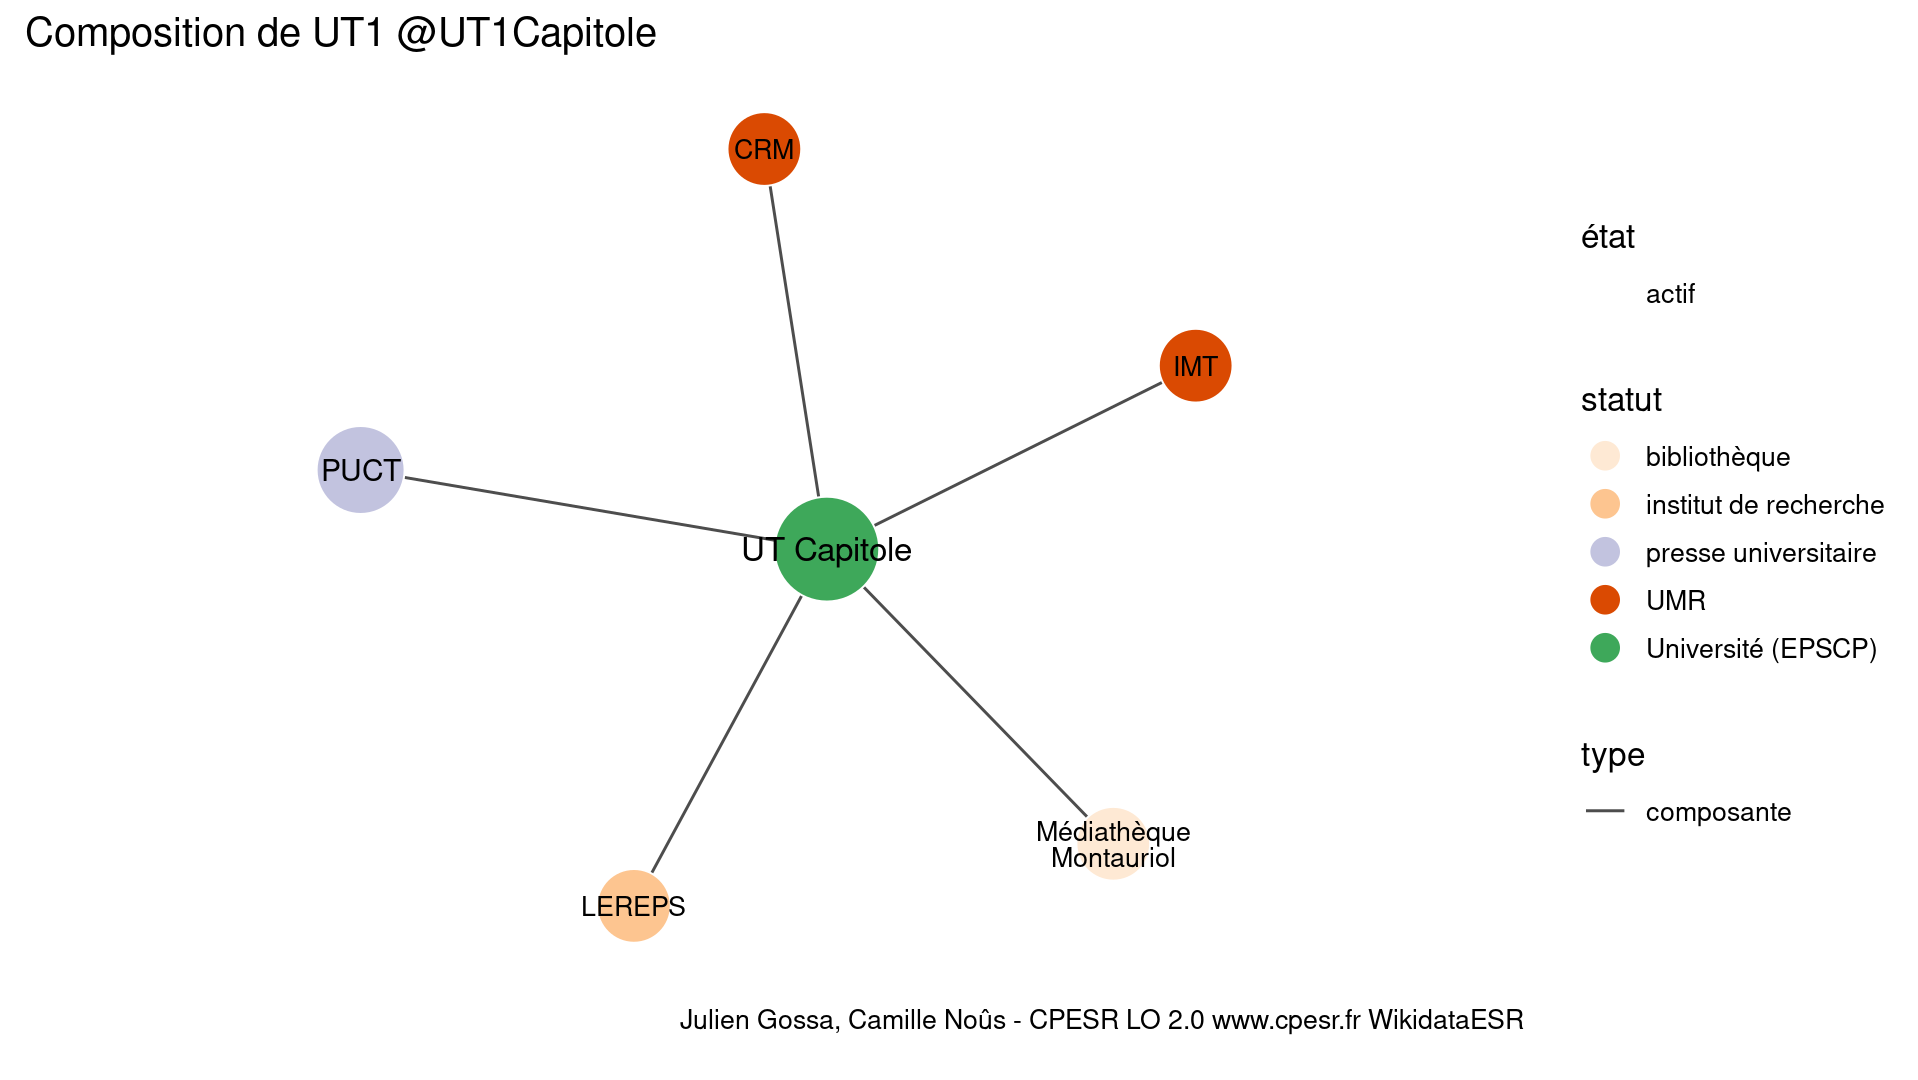 Composition de UT1 @UT1Capitole
CRM
IMT
PUCT
UT Capitole
Médiathèque
Montauriol
LEREPS
état
actif
statut
bibliothèque
institut de recherche
presse universitaire
UMR
Université (EPSCP)
type
composante
Julien Gossa, Camille Noûs - CPESR LO 2.0 www.cpesr.fr WikidataESR